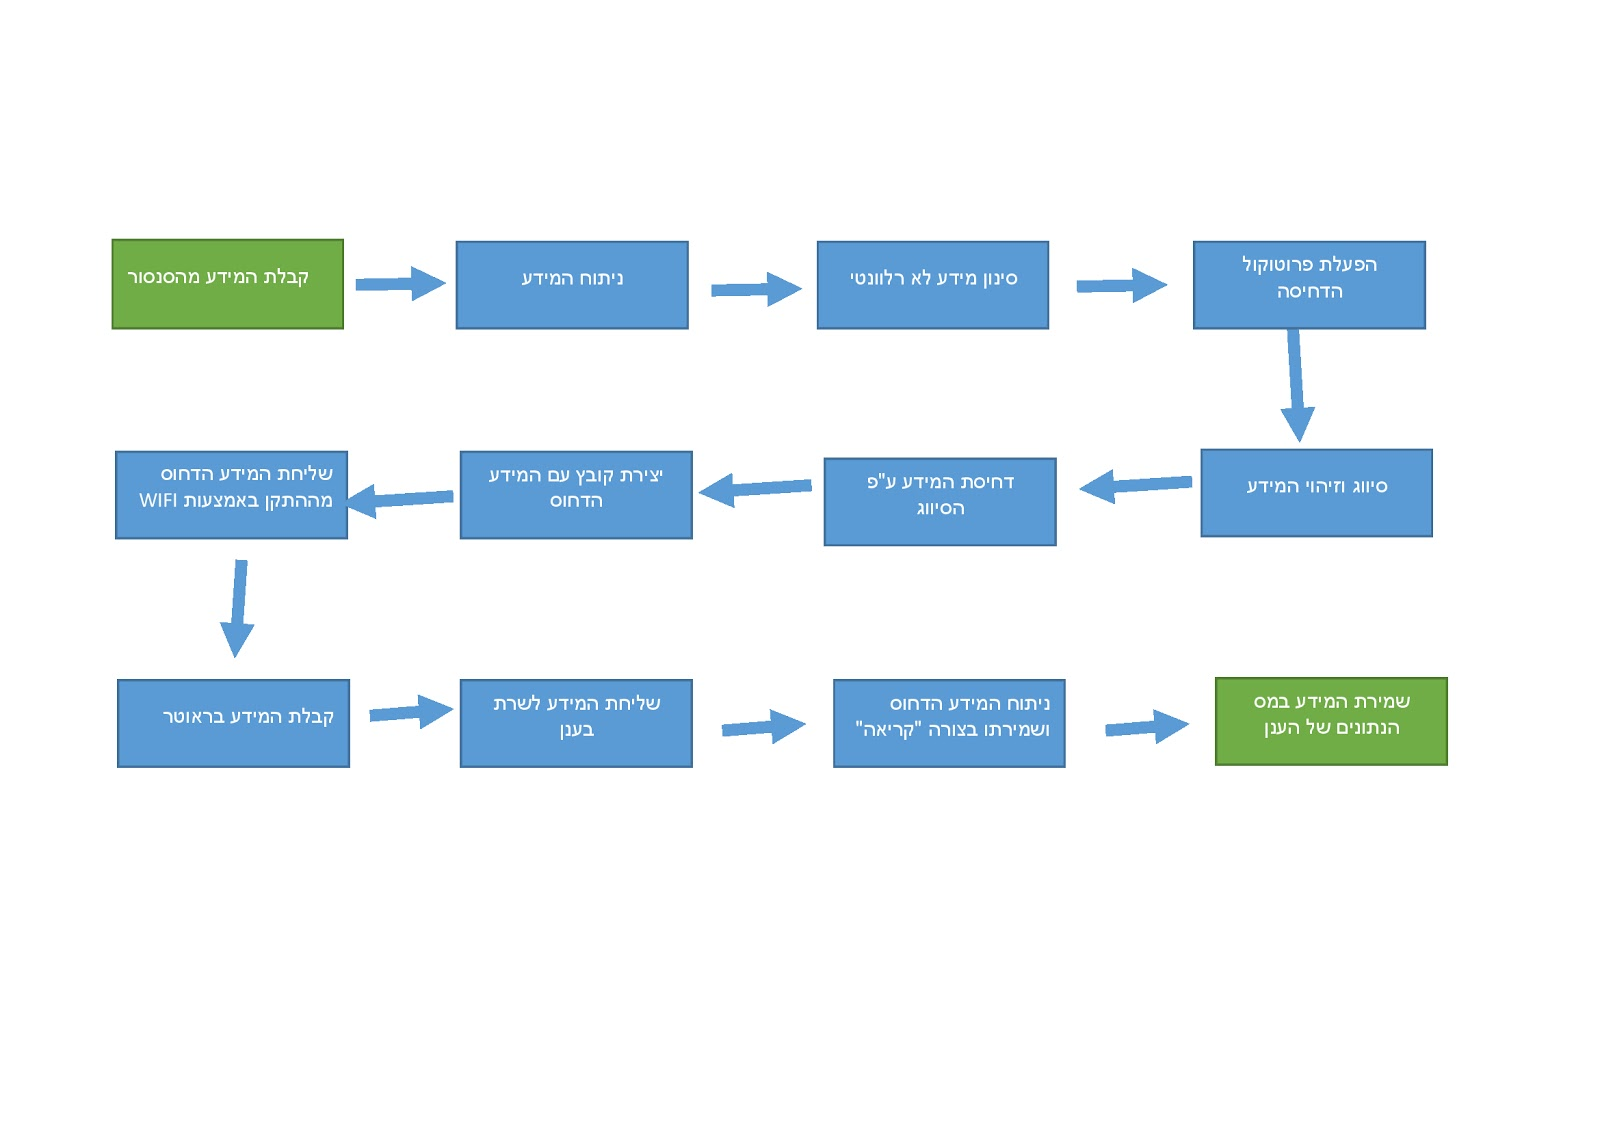 קבלת המידע מהסנסור
ניתוח המידע
סינון מידע לא רלוונטי
הפעלת פרוטוקול
הדחיסה
סיווג וזיהוי המידע
דחיסת המידע ע"פ
הסיווג
יצירת קובץ עם המידע
הדחוס
שליחת המידע הדחוס
מההתקן באמצעות WIFI
קבלת המידע בראוטר
שליחת המידע לשרת
בענן
ניתוח המידע הדחוס
ושמירתו בצורה "קריאה"
שמירת המידע במס
הנתונים של הענן